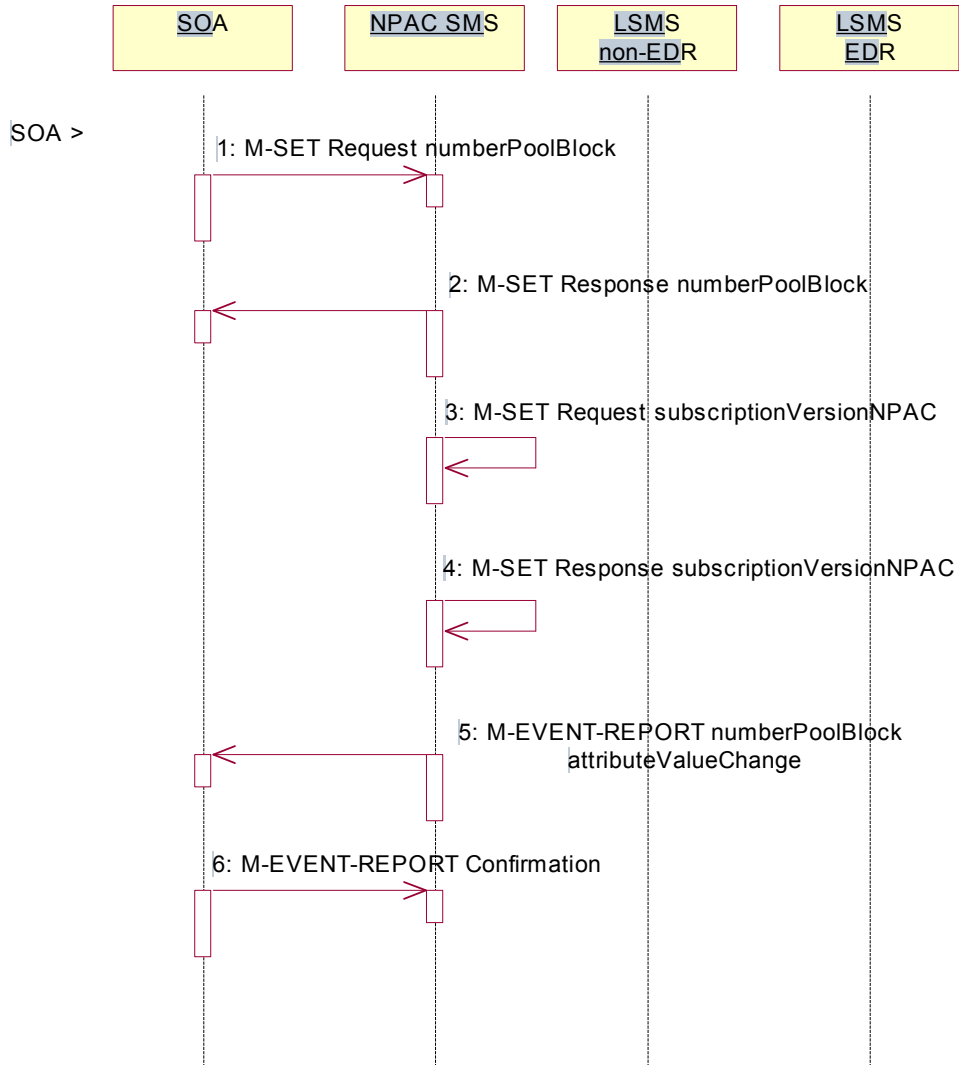 SOA
NPAC SMS
LSMS
non-EDR
LSMS
EDR
SOA >
1: M-SET Request numberPoolBlock
2: M-SET Response numberPoolBlock
3: M-SET Request subscriptionVersionNPAC
4: M-SET Response subscriptionVersionNPAC
5: M-EVENT-REPORT numberPoolBlock
attributeValueChange
6: M-EVENT-REPORT Confirmation